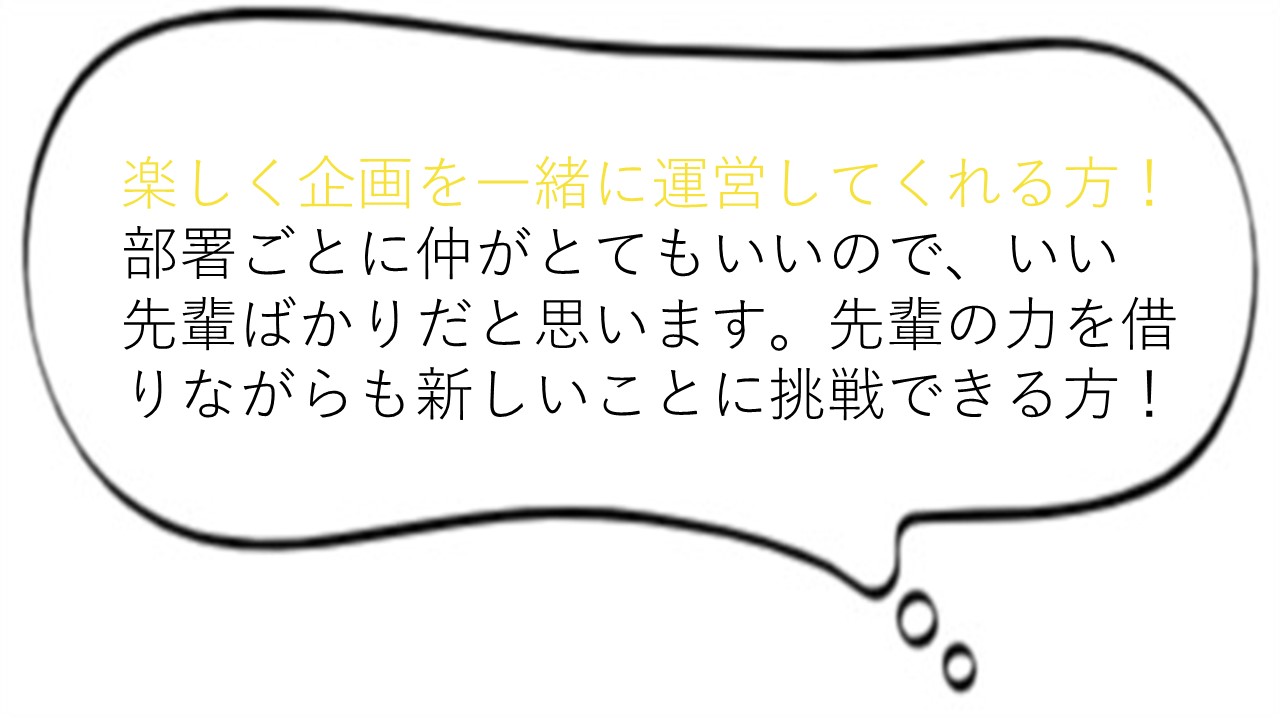 楽しく企画を一緒に運営してくれる方！
部署ごとに仲がとてもいいので、いい
先輩ばかりだと思います。先輩の力を借
りながらも新しいことに挑戦できる方！